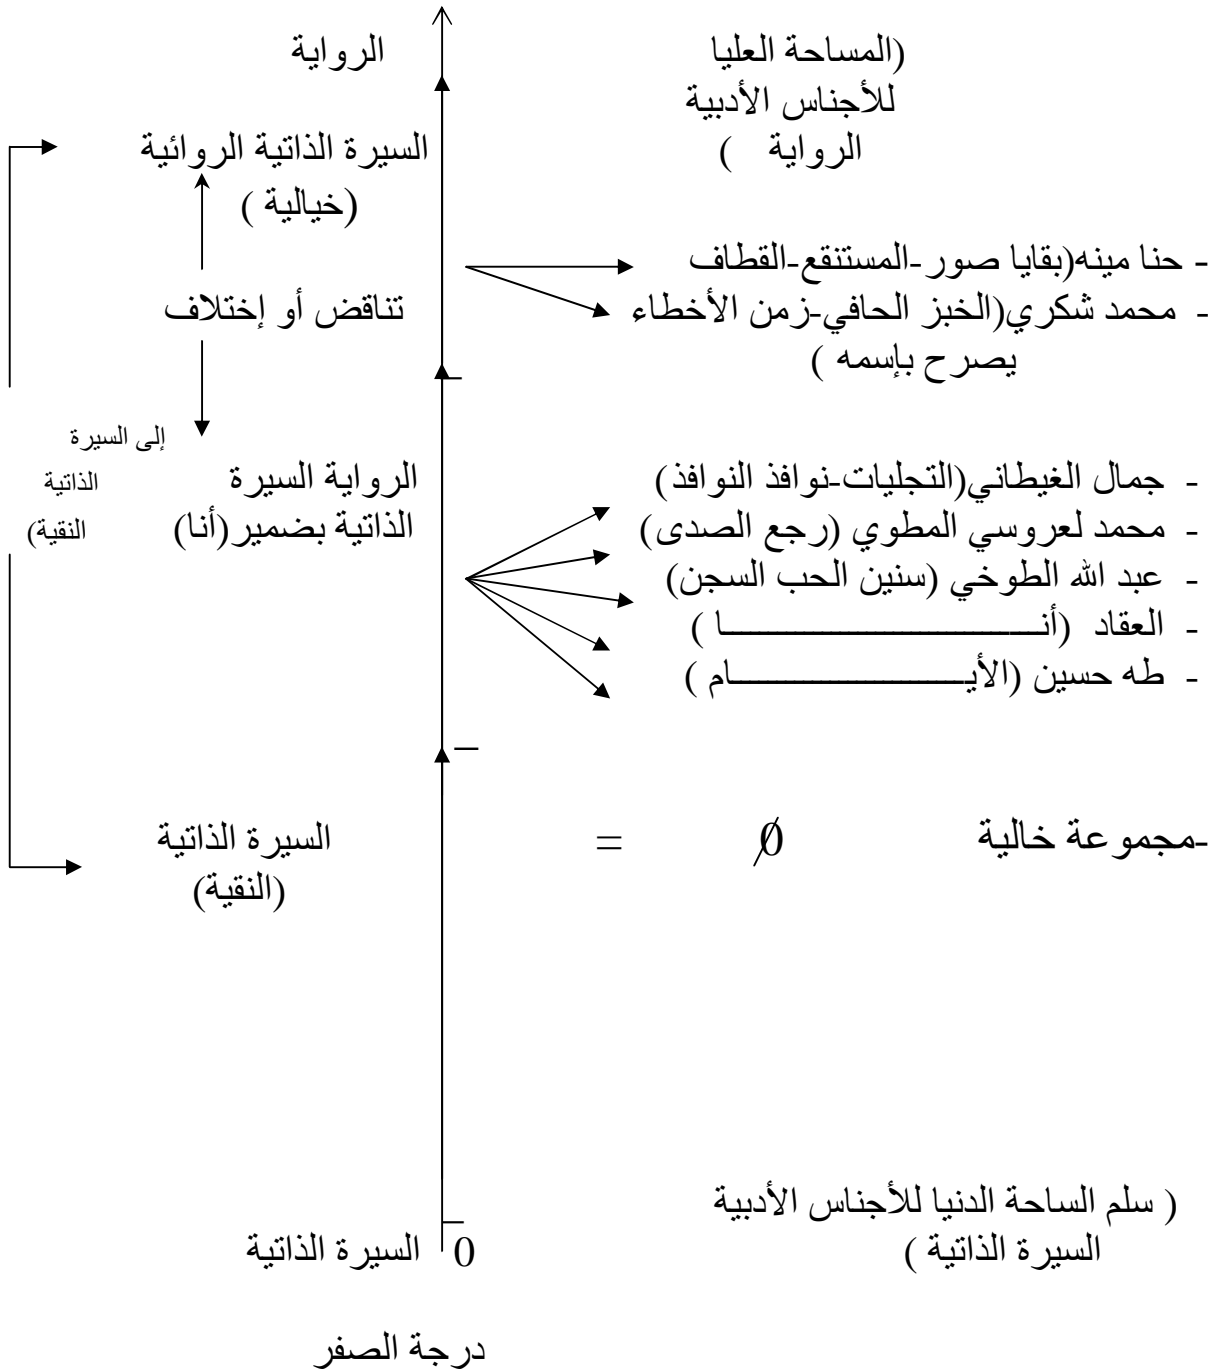 (المساحة العليا
للأجناس الأدبية
الرواية )
الرواية
السيرة الذاتية الروائية
(خيالية )
- حنا مينه(بقايا صور-المستنقع-القطاف
- محمد شكري(الخبز الحافي-زمن الأخطاء
يصرح بإسمه )
تناقض أو إختلاف
إلى السيرة
الذاتية
النقية)
- جمال الغيطاني(التجليات-نوافذ النوافذ)
- محمد لعروسي المطوي (رجع الصدى)
- عبد الله الطوخي (سنين الحب السجن)
- العقاد (أنــــــــــــــــــــا )
- طه حسين (الأيــــــــــــــــــام )
الرواية السيرة
الذاتية بضمير(أنا)
-مجموعة خالية Ø =
السيرة الذاتية
(النقية)
( سلم الساحة الدنيا للأجناس الأدبية
السيرة الذاتية )
0 السيرة الذاتية
درجة الصفر